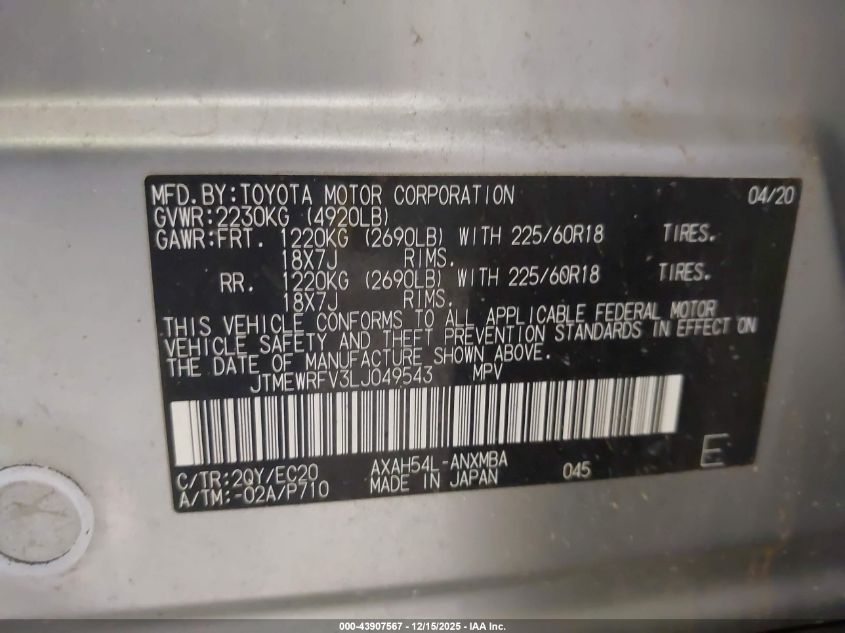 MFD.BY:TOYOTA MOTOR CORPORATION 04/20
GVWR:2230KG (4920LB)
GAWR:FRT. 1220KG (2690LB) WITH 225/60R18 TIRES.
18X7J RIMS.
RR. 1220KG (2690LB) WITH 225/60R18 TIRES.
18X7J RIMS.
THIS VEHICLE CONFORMS TO ALL APPLICABLE FEDERAL MOTOR
VEHICLE SAFETY AND THEFT PREVENTION STANDARDS IN EFFECT ON
THE DATE OF MANUFACTURE SHOWN ABOVE.
JTMEWRFV3LJ049543 MPV
C/TR:2QY/EC20 AXAH54L-ANXMBA 045 E
A/TM:-02A/P710 MADE IN JAPAN
000-43907567 - 12/15/2025 - IAA Inc.